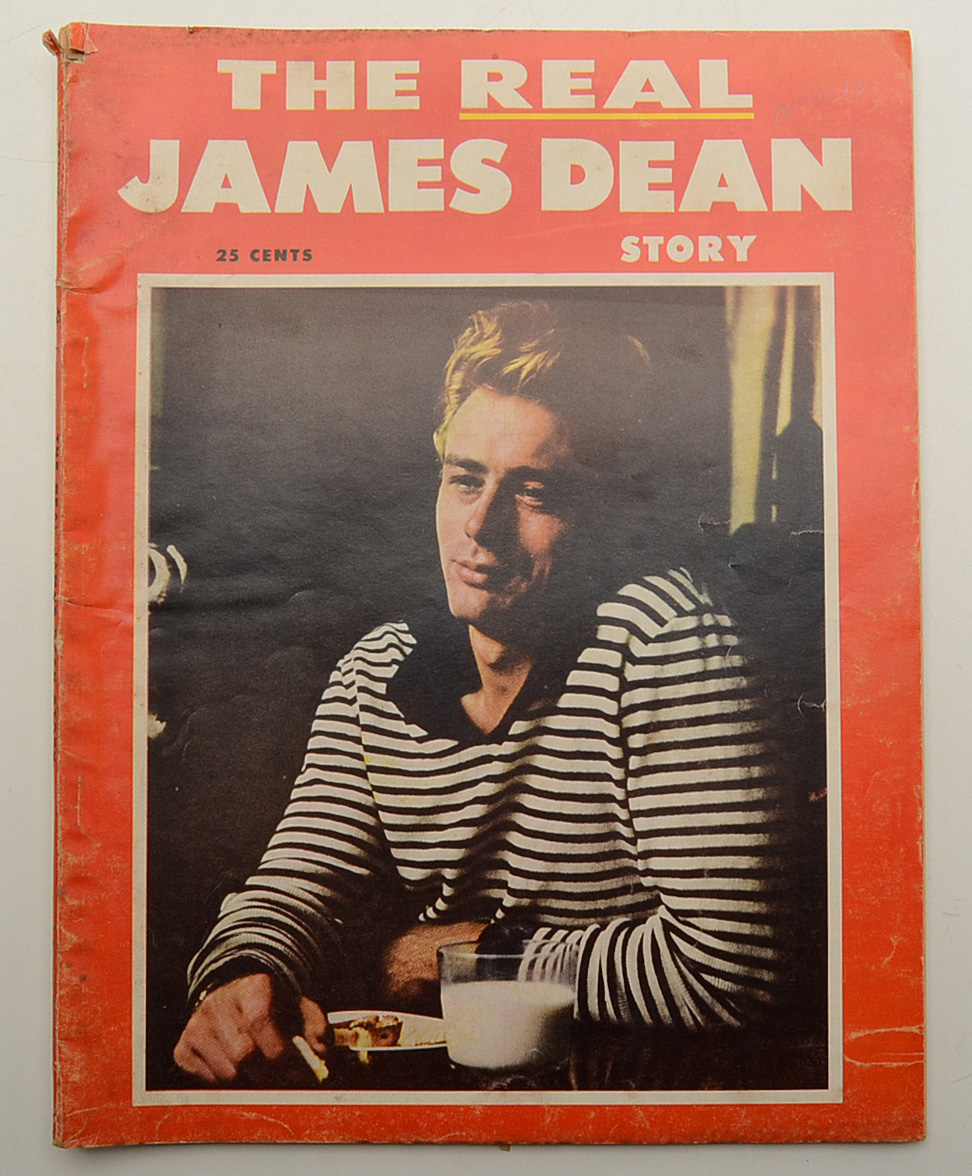 THE REAL
JAMES DEAN
25 CENTS STORY